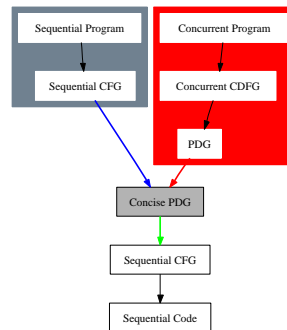 Sequential Program
Concurrent Program
Sequential CFG
Concurrent CDFG
PDG
Concise PDG
Sequential CFG
Sequential Code